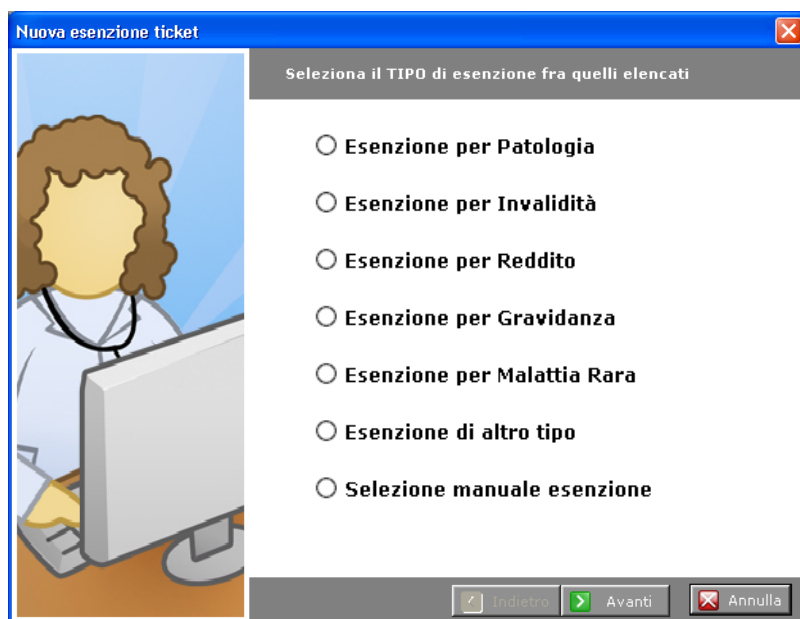 Nuova esenzione ticket
Seleziona il TIPO di esenzione fra quelli elencati
Esenzione per Patologia
Esenzione per Invalidità
Esenzione per Reddito
Esenzione per Gravidanza
Esenzione per Malattia Rara
Esenzione di altro tipo
Selezione manuale esenzione
Indietro Avanti Annulla